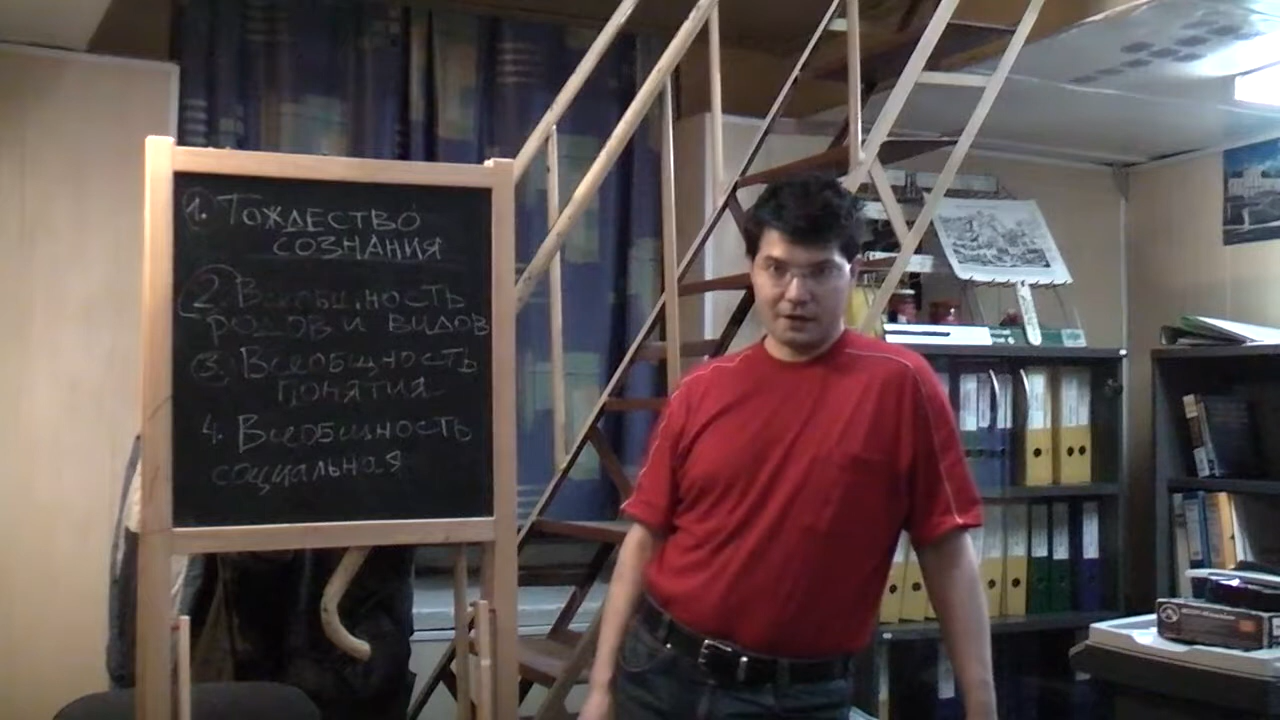 1. ТОЖДЕСТВО
СОЗНАНИЯ
2. Всеобщность
родов и видов
3. Всеобщность
понятия
4. Всеобщность
социальная